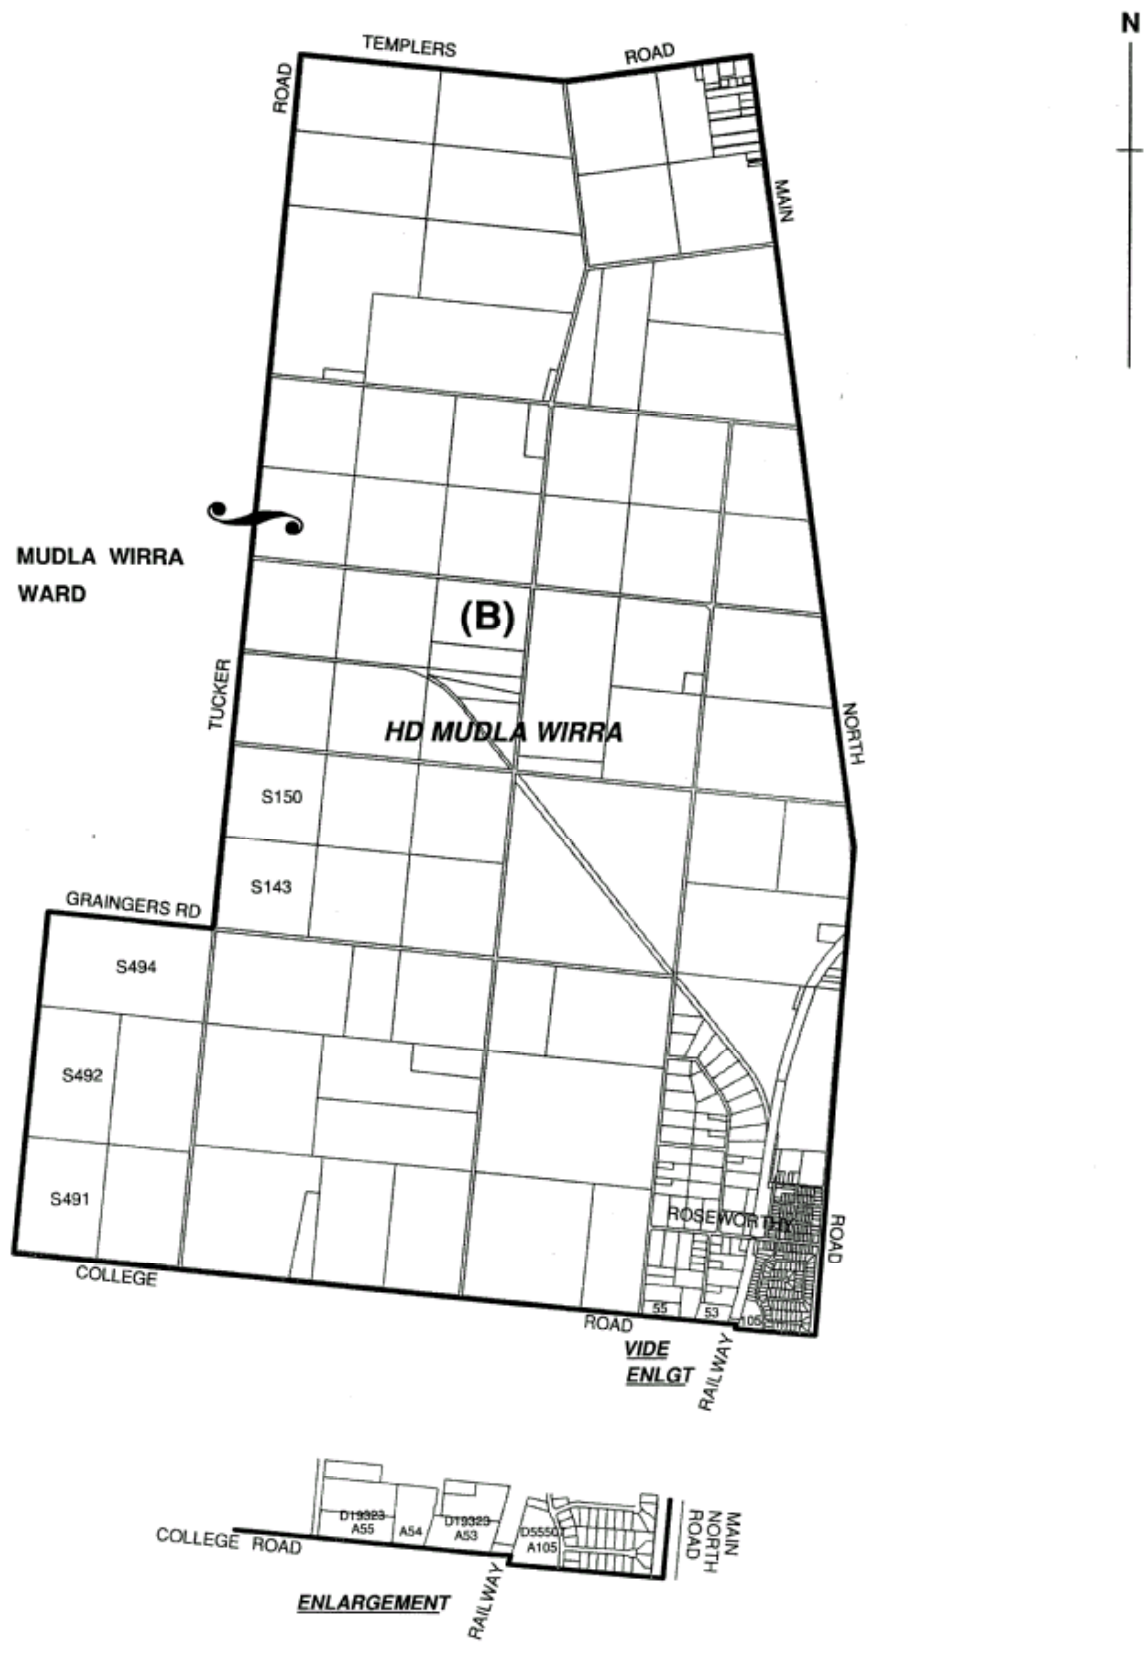 N
TEMPLERS ROAD
ROAD
MAIN
MUDLA WIRRA
WARD
(B)
TUCKER
HD MUDLA WIRRA
NORTH
S150
S143
GRAINGERS RD
S494
S492
S491
ROSEWORTHY
ROAD
COLLEGE
ROAD
55
53
105
VIDE
ENLGT
RAILWAY
D19323
A55
A54
D19323
A53
A105
COLLEGE ROAD
MAIN
NORTH
ROAD
RAILWAY
ENLARGEMENT